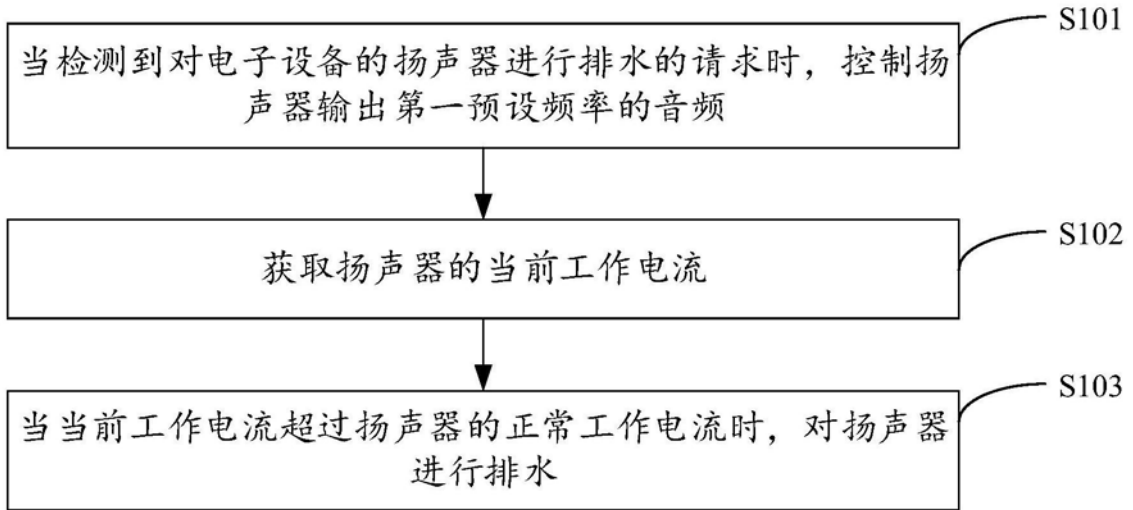 S101
当检测到对电子设备的扬声器进行排水的请求时，控制扬
声器输出第一预设频率的音频
S102
获取扬声器的当前工作电流
S103
当当前工作电流超过扬声器的正常工作电流时，对扬声器
进行排水